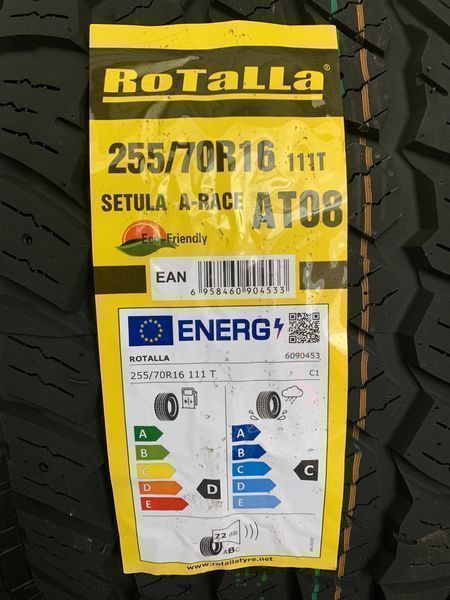 RoTaLLa®
255/70R16 111T
SETULA A-RACE AT08
Eco-Friendly
EAN
6 958460 904533
ENERG
ROTALLA 6090453
255/70R16 111 T C1
A A
B B
C C C
D D D
E E
72 dB
ABC
www.rotallatyre.net